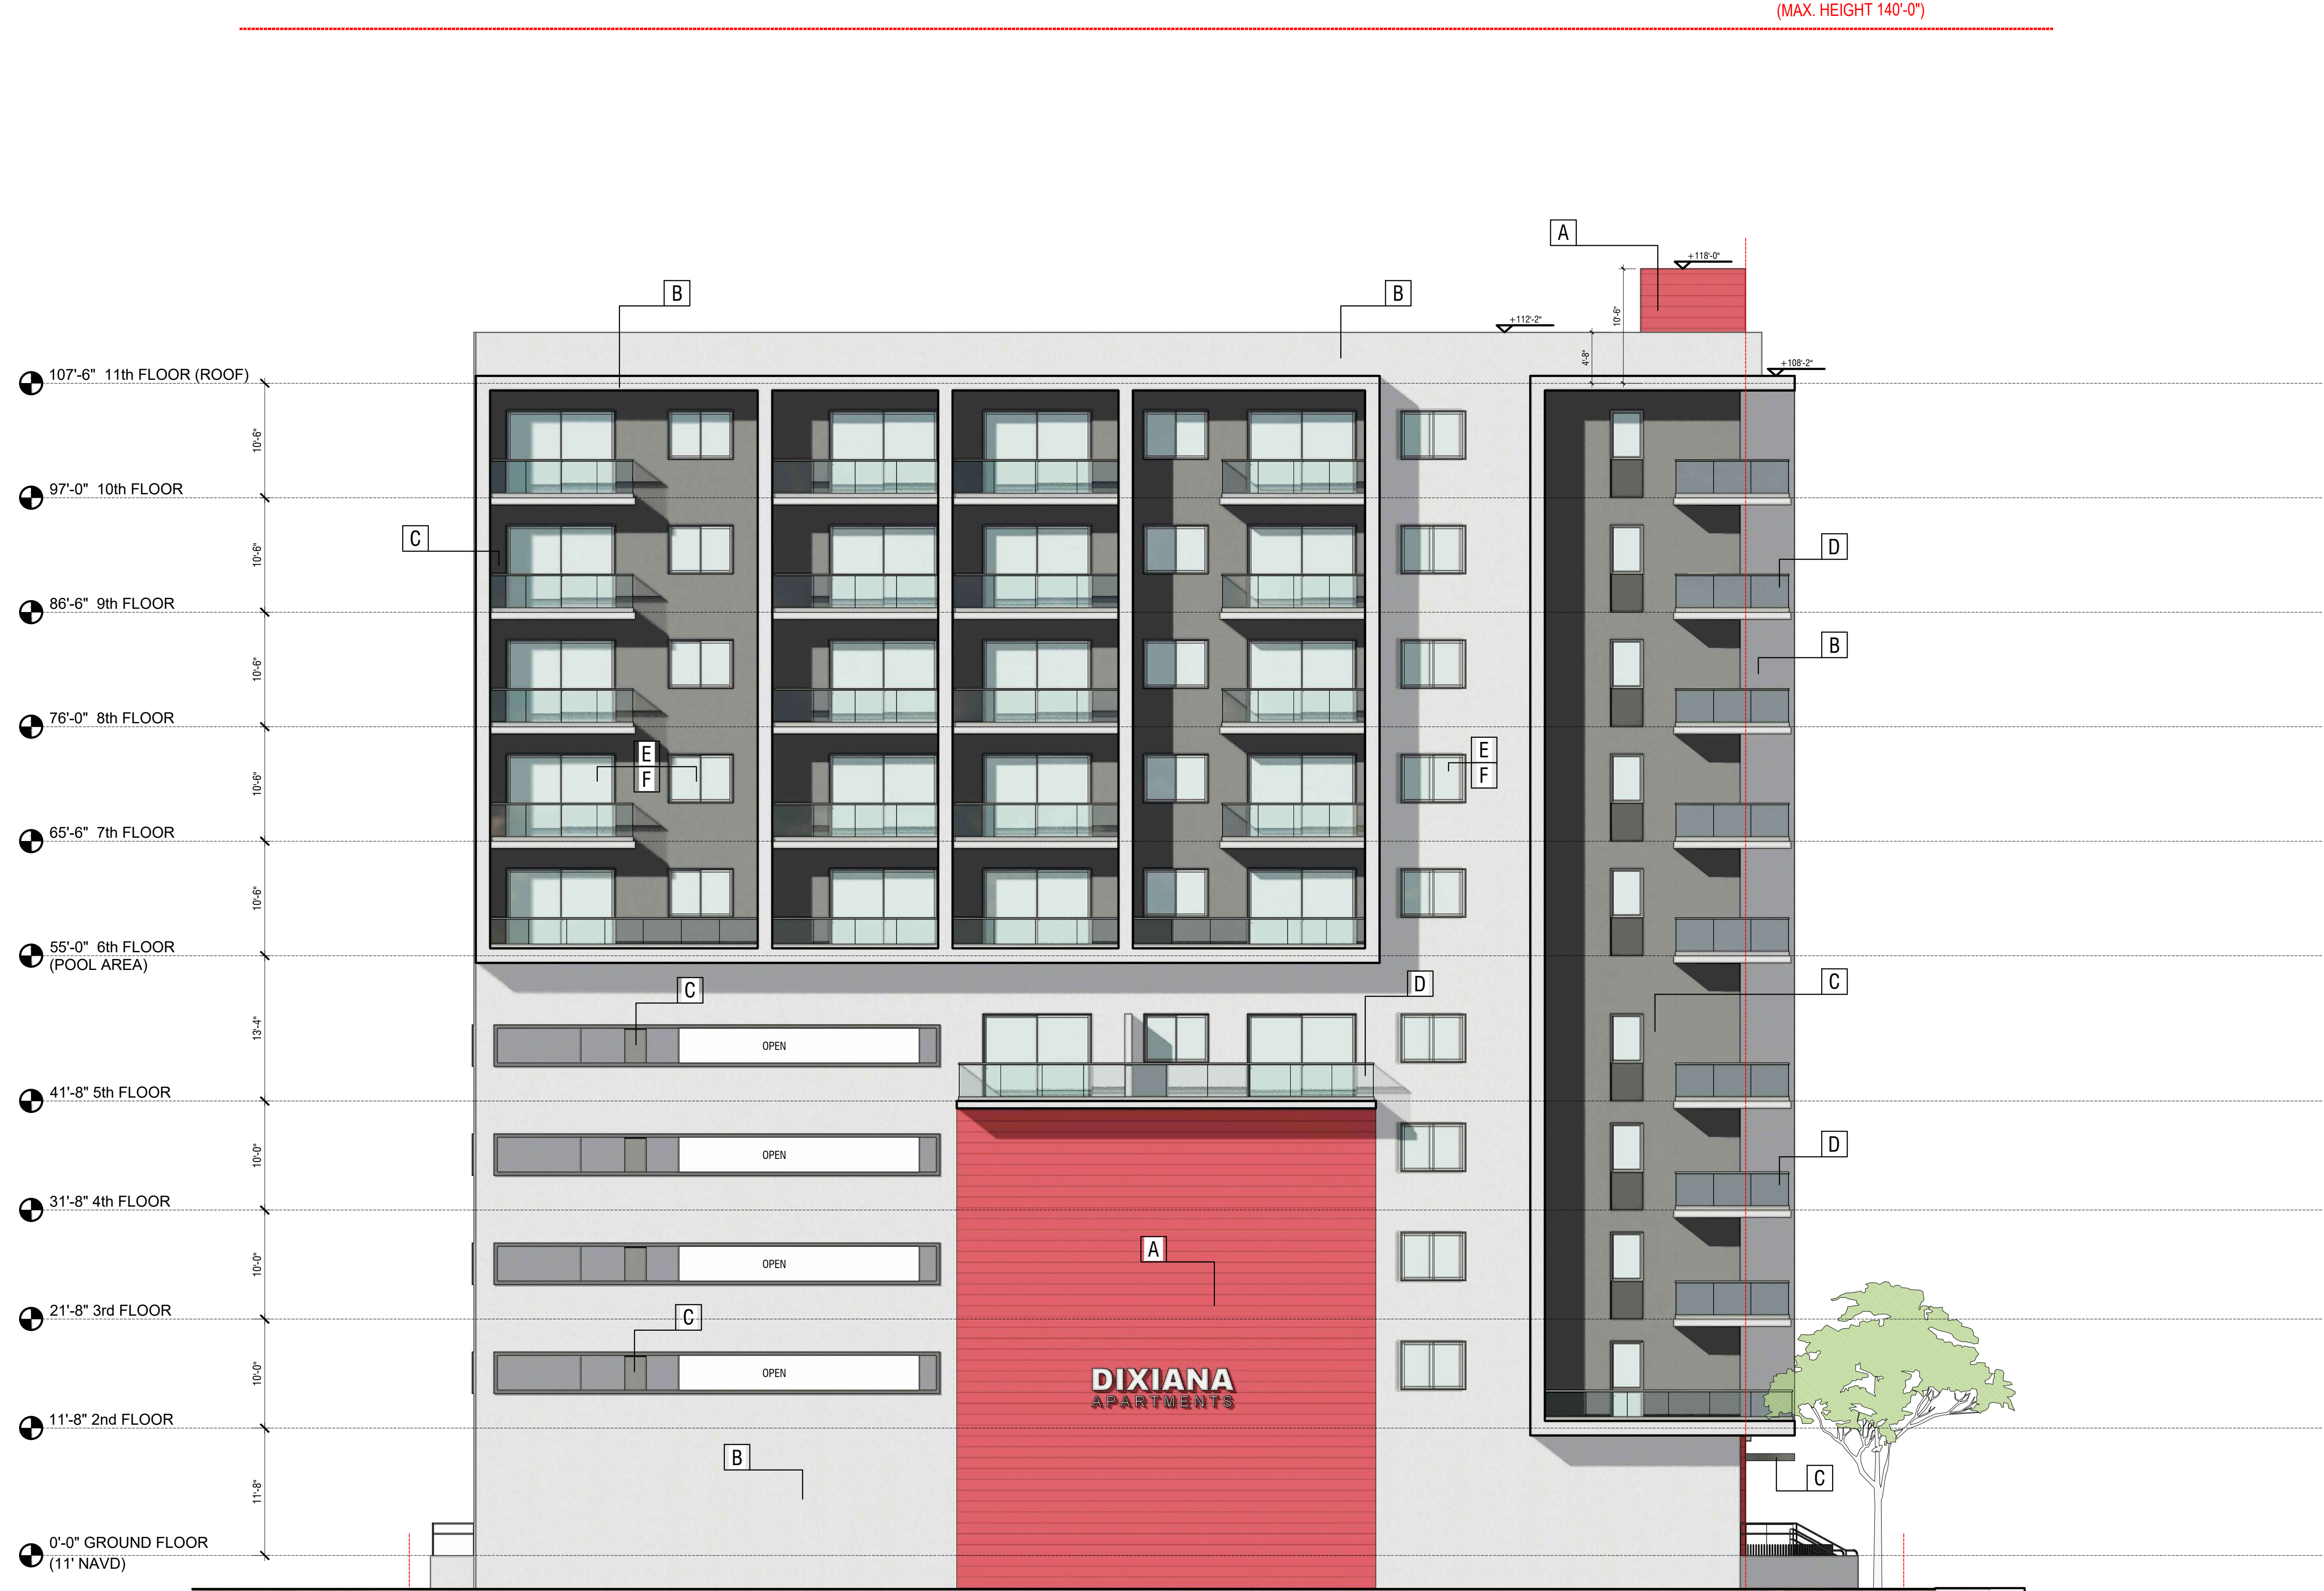 (MAX. HEIGHT 140'-0")
A
+118'-0"
B
B
10'-6"
+112'-2"
4'-8"
+108'-2"
107'-6" 11th FLOOR (ROOF)
10'-6"
97'-0" 10th FLOOR
C
D
10'-6"
86'-6" 9th FLOOR
B
10'-6"
76'-0" 8th FLOOR
E
F
E
F
10'-6"
65'-6" 7th FLOOR
10'-6"
55'-0" 6th FLOOR
(POOL AREA)
C
D
C
13'-4"
OPEN
41'-8" 5th FLOOR
D
10'-0"
OPEN
31'-8" 4th FLOOR
A
10'-0"
OPEN
21'-8" 3rd FLOOR
C
10'-0"
OPEN
DIXIANA
APARTMENTS
11'-8" 2nd FLOOR
B
C
11'-8"
0'-0" GROUND FLOOR
(11' NAVD)